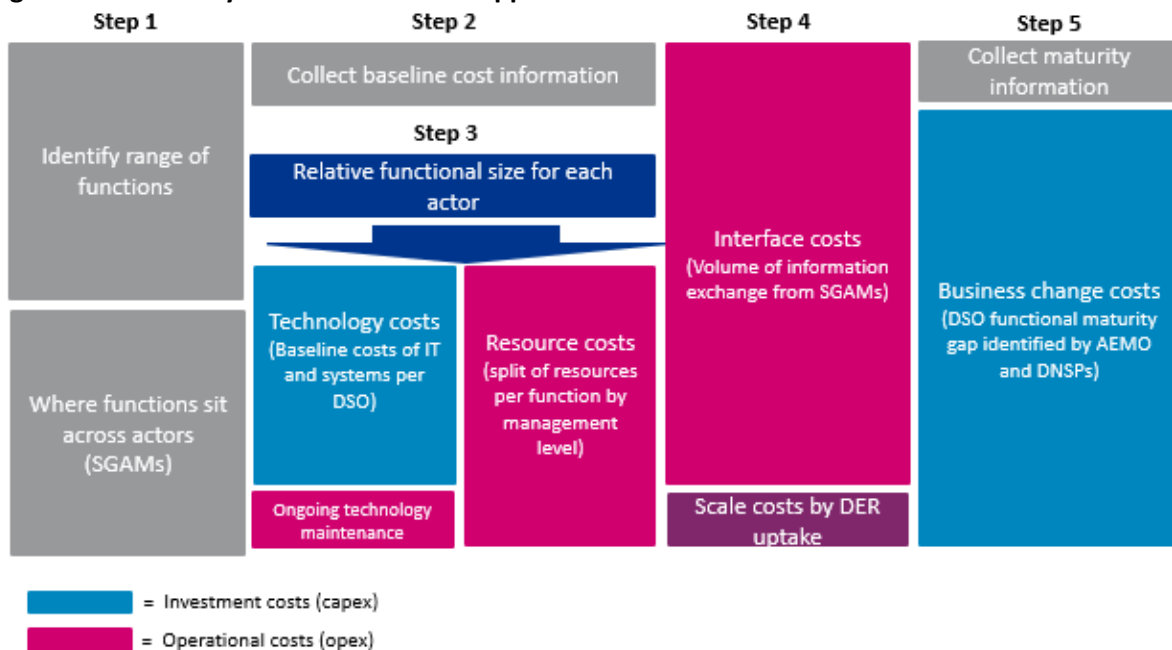 Step 1
Identify range of
functions
Where functions sit
across actors
(SGAMs)
Step 2
Collect baseline cost information
Step 3
Relative functional size for each
actor
Technology costs
(Baseline costs of IT
and systems per
DSO)
Ongoing technology
maintenance
Resource costs
(split of resources
per function by
management
level)
Step 4
Interface costs
(Volume of information
exchange from SGAMs)
Scale costs by DER
uptake
Step 5
Collect maturity
information
Business change costs
(DSO functional maturity
gap identified by AEMO
and DNSPs)
= Investment costs (capex)
= Operational costs (opex)